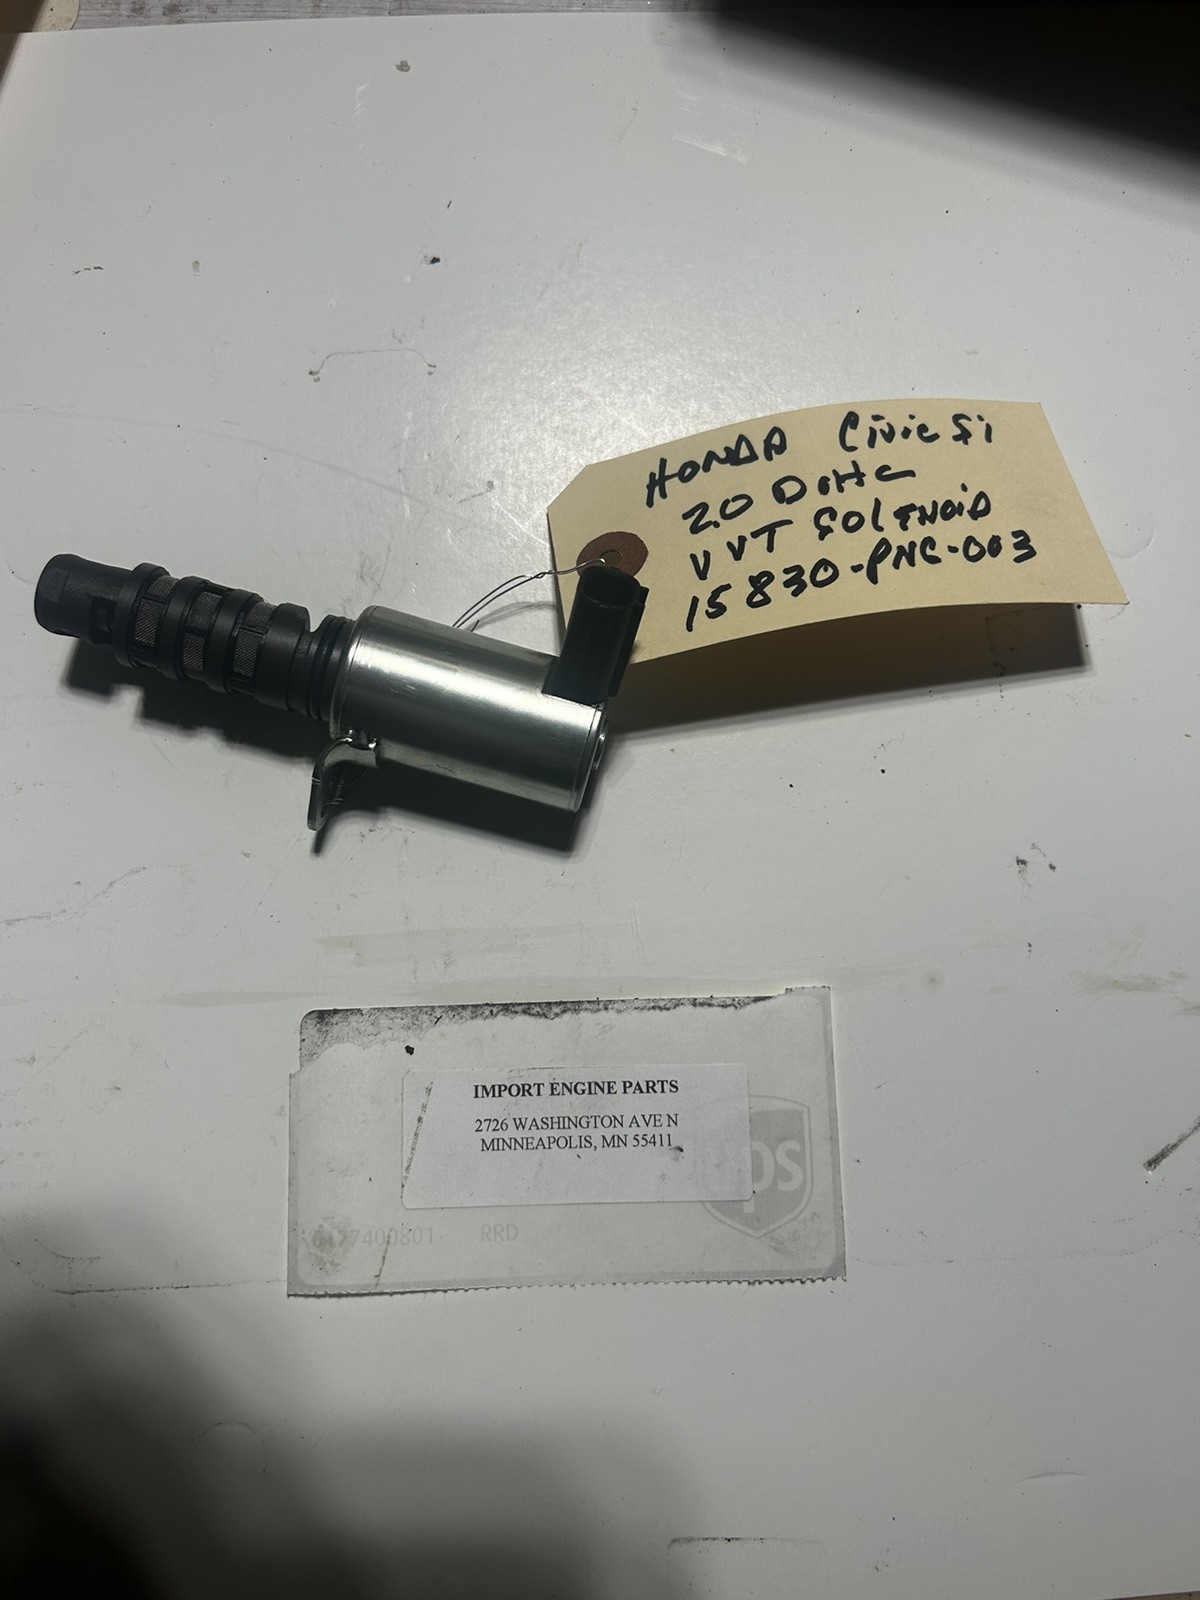 HONDA Civic Si
2.0 DOHC
VVT SOLENOID
15830-PNC-003
IMPORT ENGINE PARTS
2726 WASHINGTON AVE N
MINNEAPOLIS, MN 55411
ups
RRD